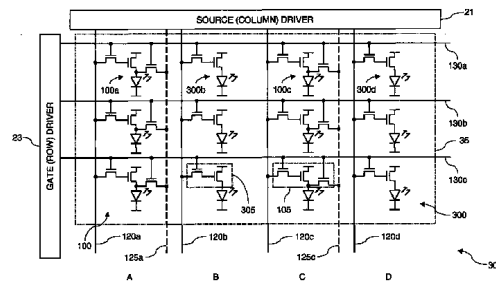 SOURCE (COLUMN) DRIVER
21
GATE (ROW) DRIVER
23
100a
300b
100c
300d
130a
130b
35
130c
305
105
100
300
120a
120b
120c
120d
125a
125c
30
A
B
C
D